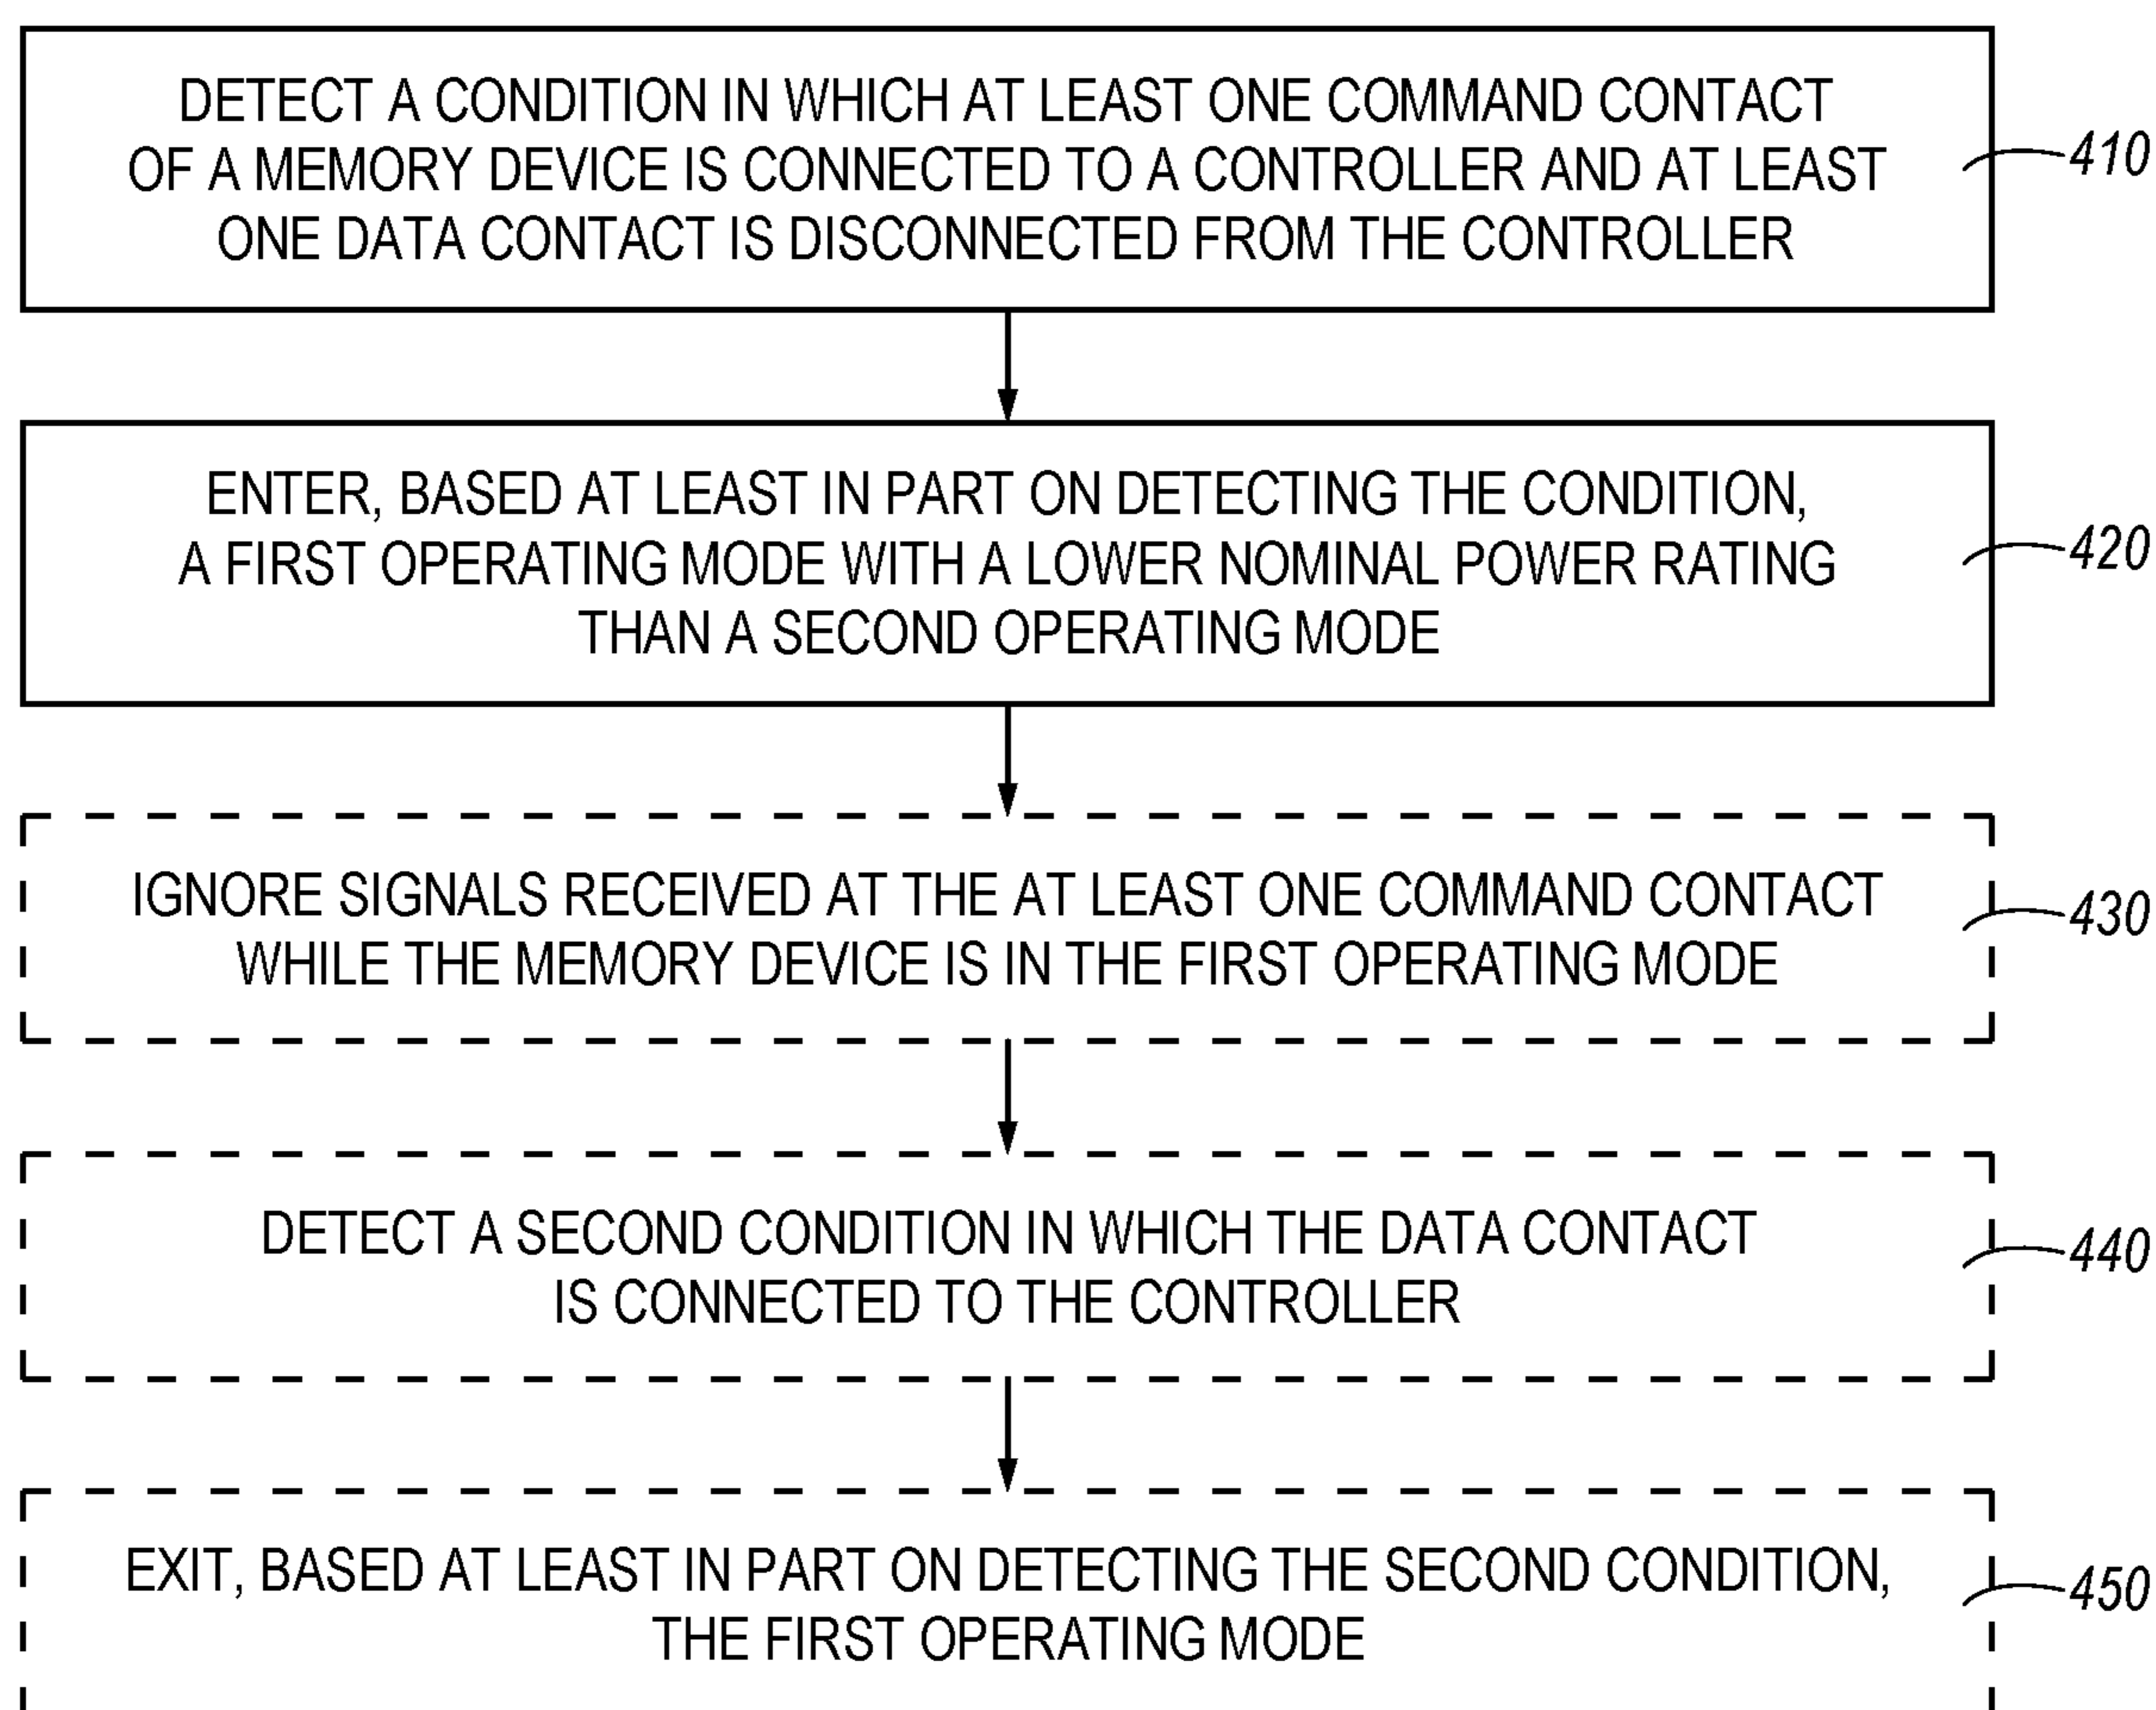 DETECT A CONDITION IN WHICH AT LEAST ONE COMMAND CONTACT
OF A MEMORY DEVICE IS CONNECTED TO A CONTROLLER AND AT LEAST
ONE DATA CONTACT IS DISCONNECTED FROM THE CONTROLLER
410
ENTER, BASED AT LEAST IN PART ON DETECTING THE CONDITION,
A FIRST OPERATING MODE WITH A LOWER NOMINAL POWER RATING
THAN A SECOND OPERATING MODE
420
IGNORE SIGNALS RECEIVED AT THE AT LEAST ONE COMMAND CONTACT
WHILE THE MEMORY DEVICE IS IN THE FIRST OPERATING MODE
430
DETECT A SECOND CONDITION IN WHICH THE DATA CONTACT
IS CONNECTED TO THE CONTROLLER
440
EXIT, BASED AT LEAST IN PART ON DETECTING THE SECOND CONDITION,
THE FIRST OPERATING MODE
450